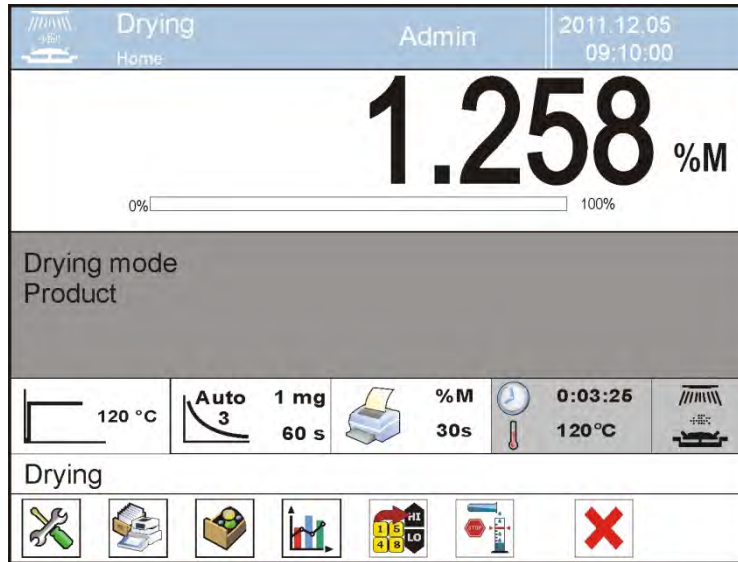 Drying Admin 2011.12.05
Home 09:10:00
1.258 %M
0% 100%
Drying mode
Product
120 °C
Auto 1 mg
3
60 s
%M
30s
0:03:25
120°C
Drying
1 5 HI
4 8 LO
STOP